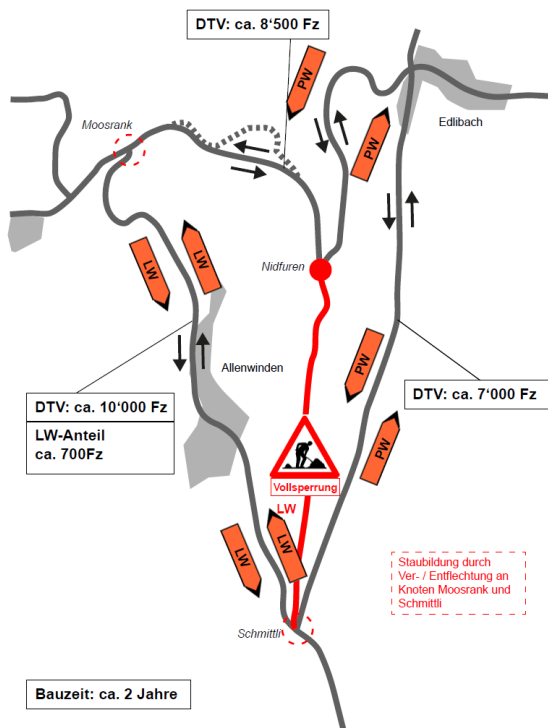 DTV: ca. 8‘500 Fz
PW
PW
Edlibach
Moosrank
Nidfuren
LW
LW
Allenwinden
PW
DTV: ca. 10‘000 Fz
LW-Anteil
ca. 700Fz
DTV: ca. 7‘000 Fz
PW
Vollsperrung
LW
LW
LW
Staubildung durch
Ver- / Entflechtung an
Knoten Moosrank und
Schmittli
Schmittli
Bauzeit: ca. 2 Jahre